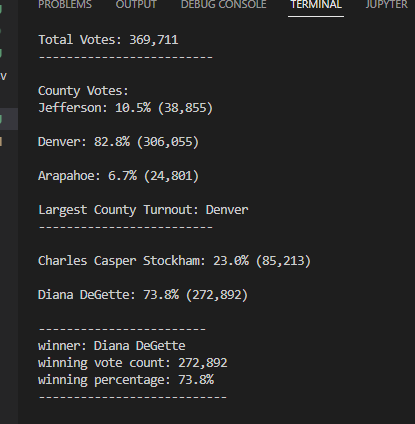 PROBLEMS OUTPUT DEBUG CONSOLE TERMINAL JUPYTER
Total Votes: 369,711
-------------------------
County Votes:
Jefferson: 10.5% (38,855)
Denver: 82.8% (306,055)
Arapahoe: 6.7% (24,801)
Largest County Turnout: Denver
-------------------------
Charles Casper Stockham: 23.0% (85,213)
Diana DeGette: 73.8% (272,892)
------------------------
winner: Diana DeGette
winning vote count: 272,892
winning percentage: 73.8%
---------------------------